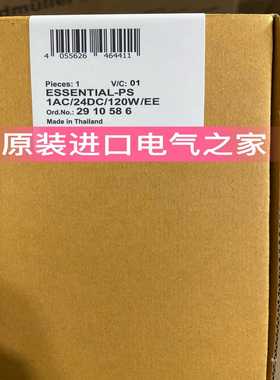 4 055626 464411
Pieces: 1 V/C: 01
ESSENTIAL-PS
1AC/24DC/120W/EE
Ord.No.: 29 10 58 6
Made in Thailand
原装进口电气之家